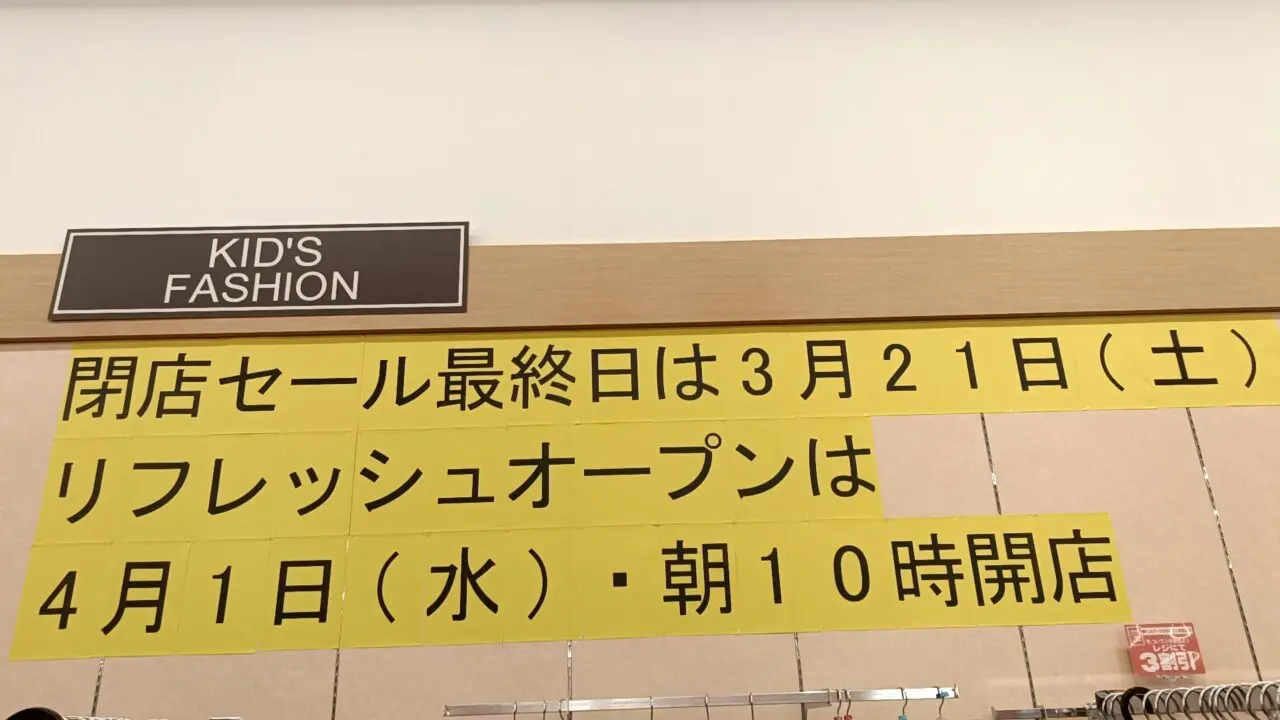 KID'S
FASHION
閉店セール最終日は３月２１日(土)
リフレッシュオープンは
４月１日(水)・朝１０時開店
レジにて
3割引